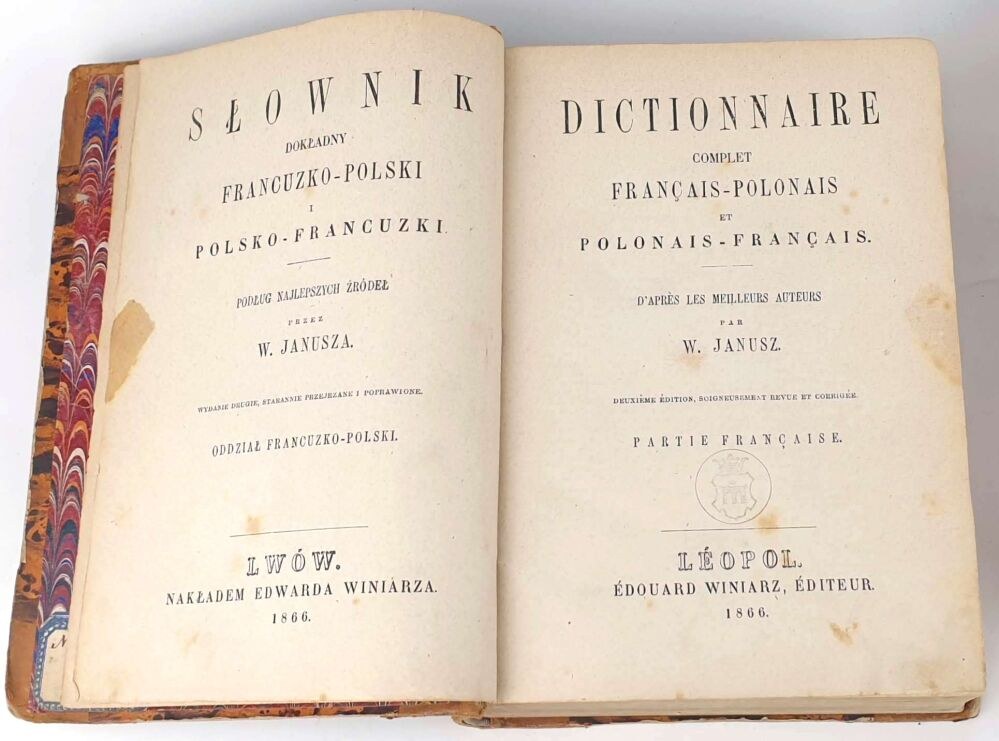 SŁOWNIK
DOKŁADNY
FRANCUZKO-POLSKI
I
POLSKO-FRANCUZKI.
PODŁUG NAJLEPSZYCH ŹRÓDEŁ
PRZEZ
W. JANUSZA.
WYDANIE DRUGIE, STARANNIE PRZEJRZANE I POPRAWIONE.
ODDZIAŁ FRANCUZKO-POLSKI.
LWÓW.
NAKŁADEM EDWARDA WINIARZA.
1866.
DICTIONNAIRE
COMPLET
FRANÇAIS-POLONAIS
ET
POLONAIS-FRANÇAIS.
D'APRÈS LES MEILLEURS AUTEURS
PAR
W. JANUSZ.
DEUXIÈME ÉDITION, SOIGNEUSEMENT REVUE ET CORRIGÉE.
PARTIE FRANÇAISE.
LÉOPOL.
ÉDOUARD WINIARZ, ÉDITEUR.
1866.